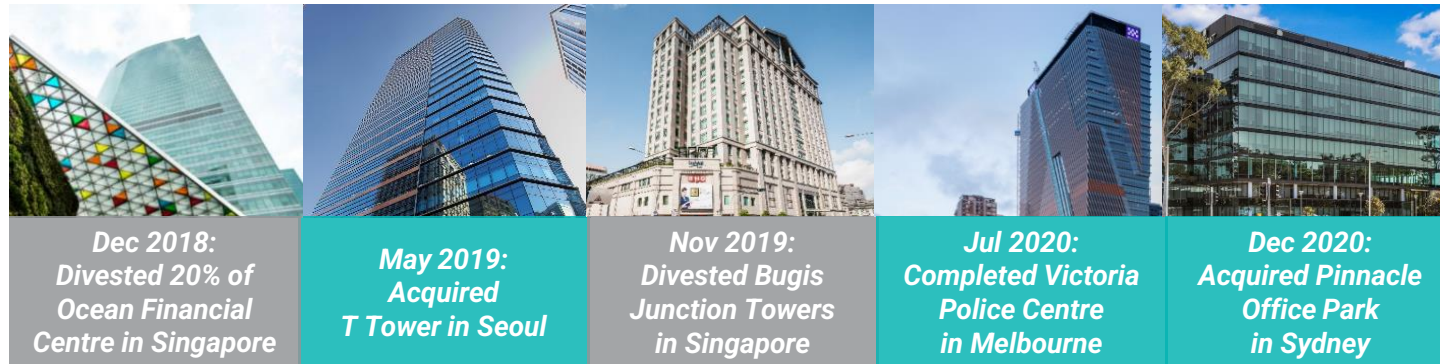 Dec 2018:
Divested 20% of
Ocean Financial
Centre in Singapore
May 2019:
Acquired
T Tower in Seoul
Nov 2019:
Divested Bugis
Junction Towers
in Singapore
Jul 2020:
Completed Victoria
Police Centre
in Melbourne
Dec 2020:
Acquired Pinnacle
Office Park
in Sydney